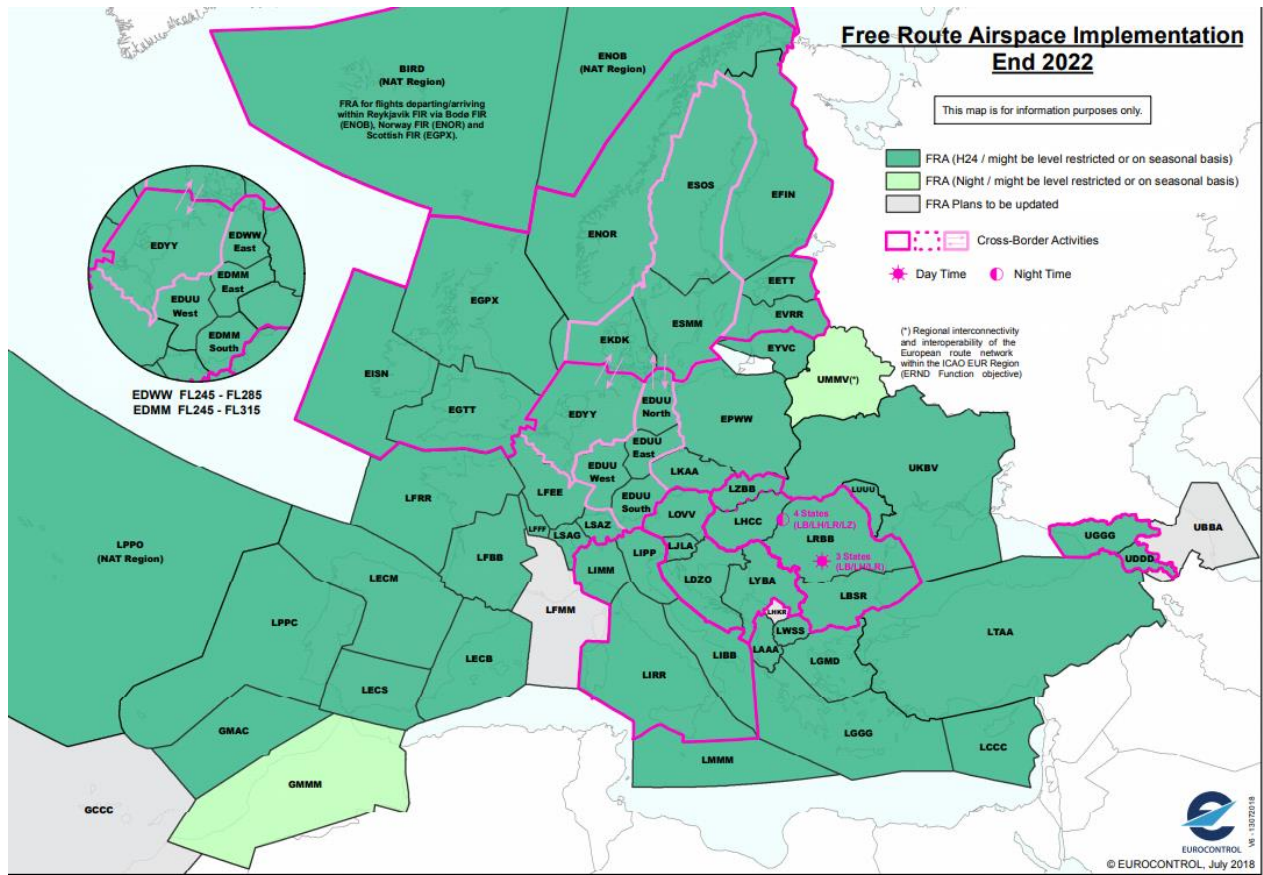 Free Route Airspace Implementation
End 2022
This map is for information purposes only.
FRA (H24 / might be level restricted or on seasonal basis)
FRA (Night / might be level restricted or on seasonal basis)
FRA Plans to be updated
Cross-Border Activities
Day Time
Night Time
(*) Regional interconnectivity
and interoperability of the
European route network
within the ICAO EUR Region
(ERND Function objective)
BIRD
(NAT Region)
FRA for flights departing/arriving
within Reykjavik FIR via Bodø FIR
(ENOB), Norway FIR (ENOR) and
Scottish FIR (EGPX).
ENOB
(NAT Region)
EDYY
EDWW
East
EDMM
East
EDUU
West
EDMM
South
EDWW FL245 - FL285
EDMM FL245 - FL315
ESOS
EFIN
ENOR
EGPX
EETT
EVRR
ESMM
EKDK
EYVC
UMMV(*)
EISN
EGTT
EDYY
EDUU
North
EPWW
EDUU
East
EDUU
West
LKAA
UKBV
LFRR
LFEE
EDUU
South
LZBB
LUUU
LOVV
LHCC
4 States
(LB/LH/LR/LZ)
LRBB
3 States
(LB/LH/LR)
LFFF
LSAZ
LSAG
LPPO
(NAT Region)
LFBB
LIPP
LJLA
LIMM
LDZO
LYBA
LBSR
UGGG
UBBA
UDDD
LECM
LFMM
LHKR
LWSS
LTAA
LPPC
LECB
LIBB
LAAA
LGMD
LIRR
LECS
GMAC
LMMM
LGGG
LCCC
GMMM
GCCC
EUROCONTROL
V6 - 13072018
© EUROCONTROL, July 2018